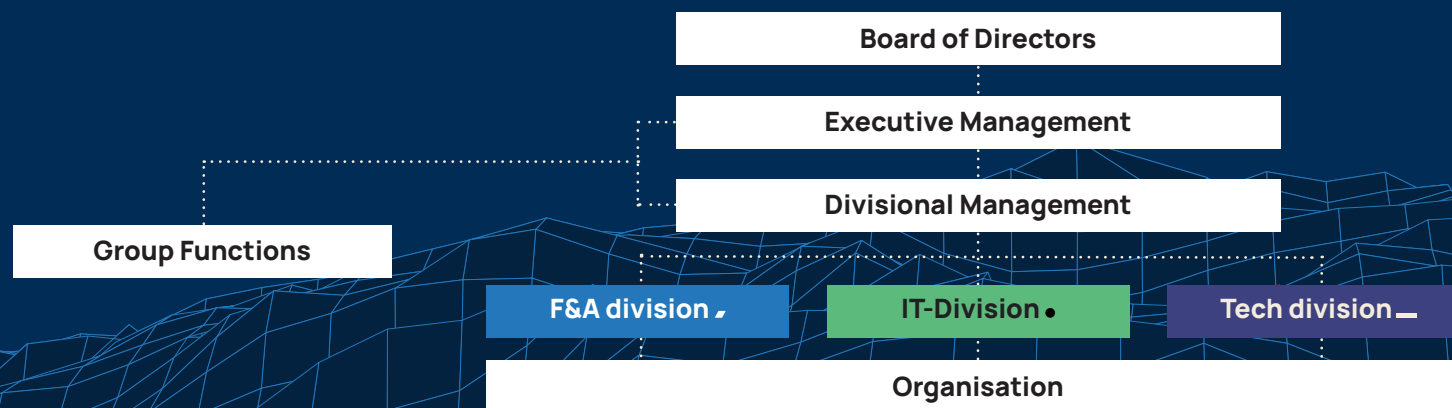 Board of Directors
Executive Management
Divisional Management
Group Functions
F&A division
IT-Division
Tech division
Organisation